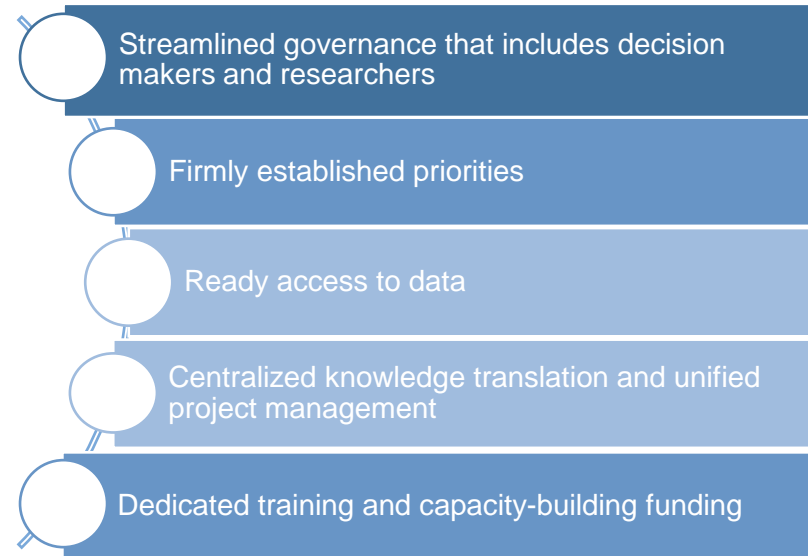 Streamlined governance that includes decision
makers and researchers
Firmly established priorities
Ready access to data
Centralized knowledge translation and unified
project management
Dedicated training and capacity-building funding